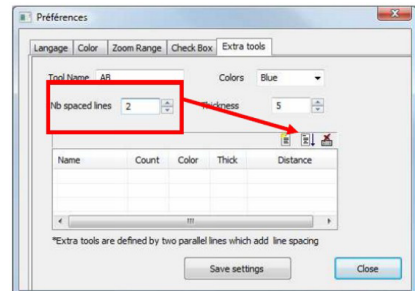 Préférences
Langage Color Zoom Range Check Box Extra tools
Tool Name AB Colors Blue
Nb spaced lines 2 Thickness 5
Name Count Color Thick Distance
*Extra tools are defined by two parallel lines which add line spacing
Save settings Close